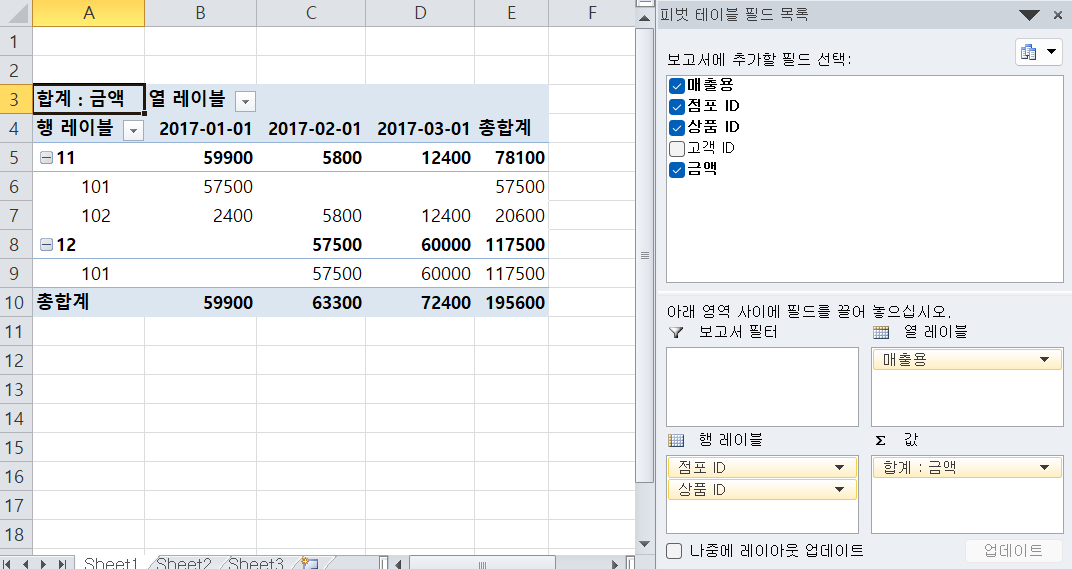 A B C D E F
1
2
3 합계 : 금액 열 레이블
4 행 레이블 2017-01-01 2017-02-01 2017-03-01 총합계
5 11 59900 5800 12400 78100
6 101 57500 57500
7 102 2400 5800 12400 20600
8 12 57500 60000 117500
9 101 57500 60000 117500
10 총합계 59900 63300 72400 195600
11
12
13
14
15
16
17
18
Sheet1 Sheet2 Sheet3
피벗 테이블 필드 목록
보고서에 추가할 필드 선택:
매출용
점포 ID
상품 ID
고객 ID
금액
아래 영역 사이에 필드를 끌어 놓으십시오.
보고서 필터 열 레이블
매출용
행 레이블 Σ 값
점포 ID 합계 : 금액
상품 ID
나중에 레이아웃 업데이트 업데이트